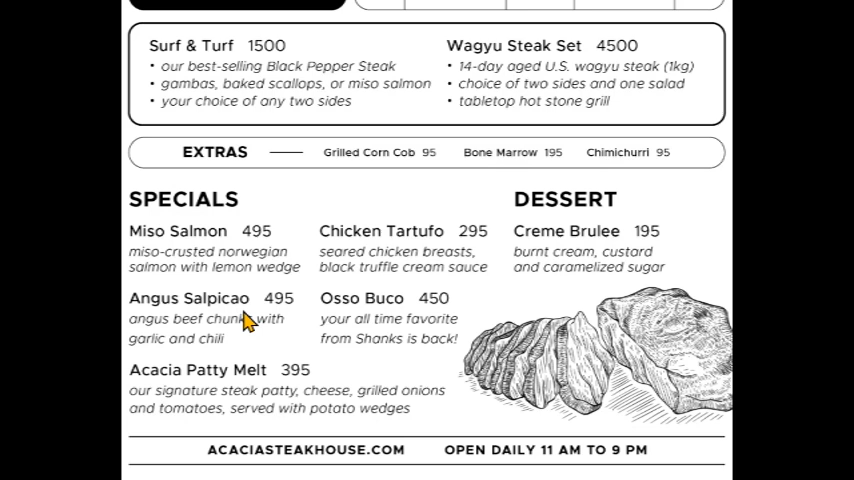 Surf & Turf 1500
• our best-selling Black Pepper Steak
• gambas, baked scallops, or miso salmon
• your choice of any two sides
Wagyu Steak Set 4500
• 14-day aged U.S. wagyu steak (1kg)
• choice of two sides and one salad
• tabletop hot stone grill
EXTRAS Grilled Corn Cob 95 Bone Marrow 195 Chimichurri 95
SPECIALS
Miso Salmon 495
miso-crusted norwegian
salmon with lemon wedge
Chicken Tartufo 295
seared chicken breasts,
black truffle cream sauce
Angus Salpicao 495
angus beef chunks with
garlic and chili
Osso Buco 450
your all time favorite
from Shanks is back!
Acacia Patty Melt 395
our signature steak patty, cheese, grilled onions
and tomatoes, served with potato wedges
DESSERT
Creme Brulee 195
burnt cream, custard
and caramelized sugar
ACACIASTEAKHOUSE.COM OPEN DAILY 11 AM TO 9 PM